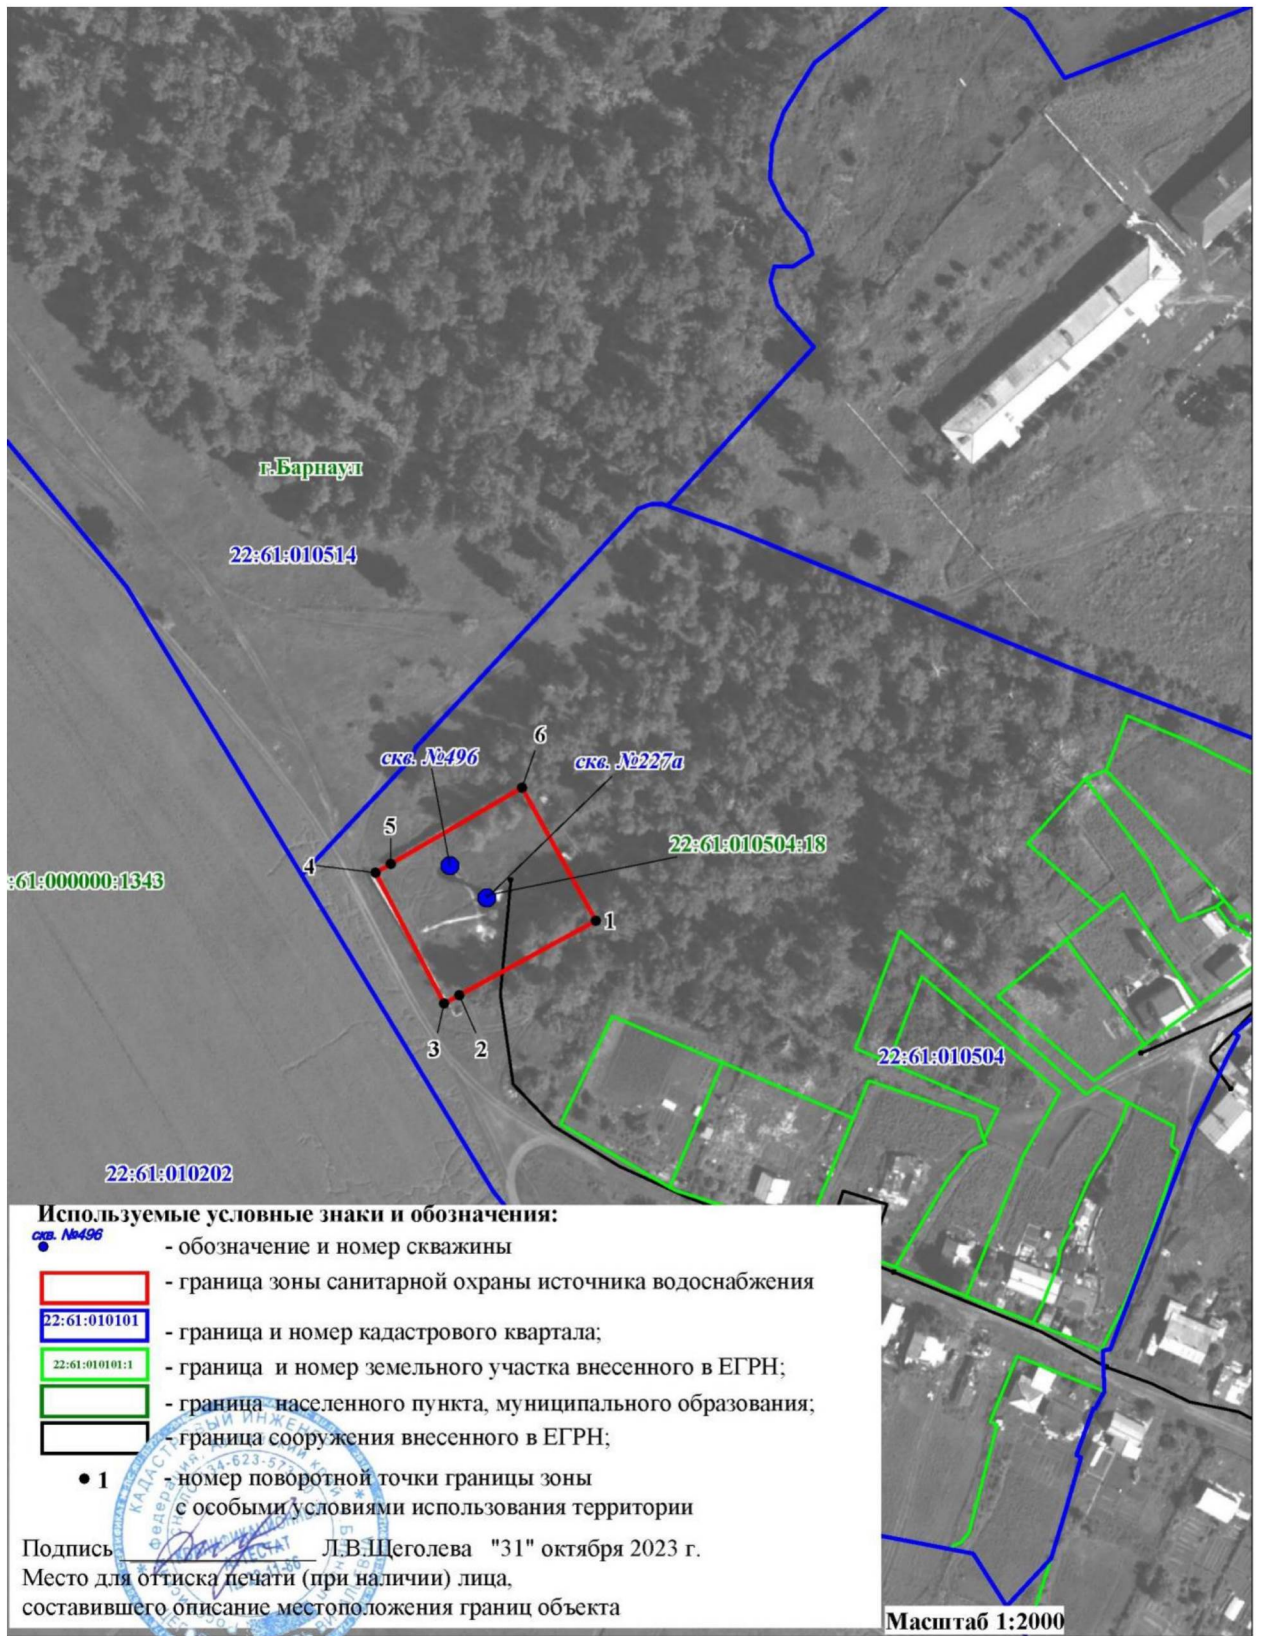 г.Барнаул
22:61:010514
6
скв. №496
скв. №227а
5
22:61:010504:18
4
:61:000000:1343
1
3
2
22:61:010504
22:61:010202
Используемые условные знаки и обозначения:
скв. №496
- обозначение и номер скважины
- граница зоны санитарной охраны источника водоснабжения
22:61:010101
- граница и номер кадастрового квартала;
22:61:010101:1
- граница и номер земельного участка внесенного в ЕГРН;
- граница населенного пункта, муниципального образования;
- граница сооружения внесенного в ЕГРН;
1
- номер поворотной точки границы зоны
с особыми условиями использования территории
Подпись
Л.В.Щеголева "31" октября 2023 г.
Место для оттиска печати (при наличии) лица,
составившего описание местоположения границ объекта
КАДАСТРОВЫЙ ИНЖЕНЕР
Масштаб 1:2000